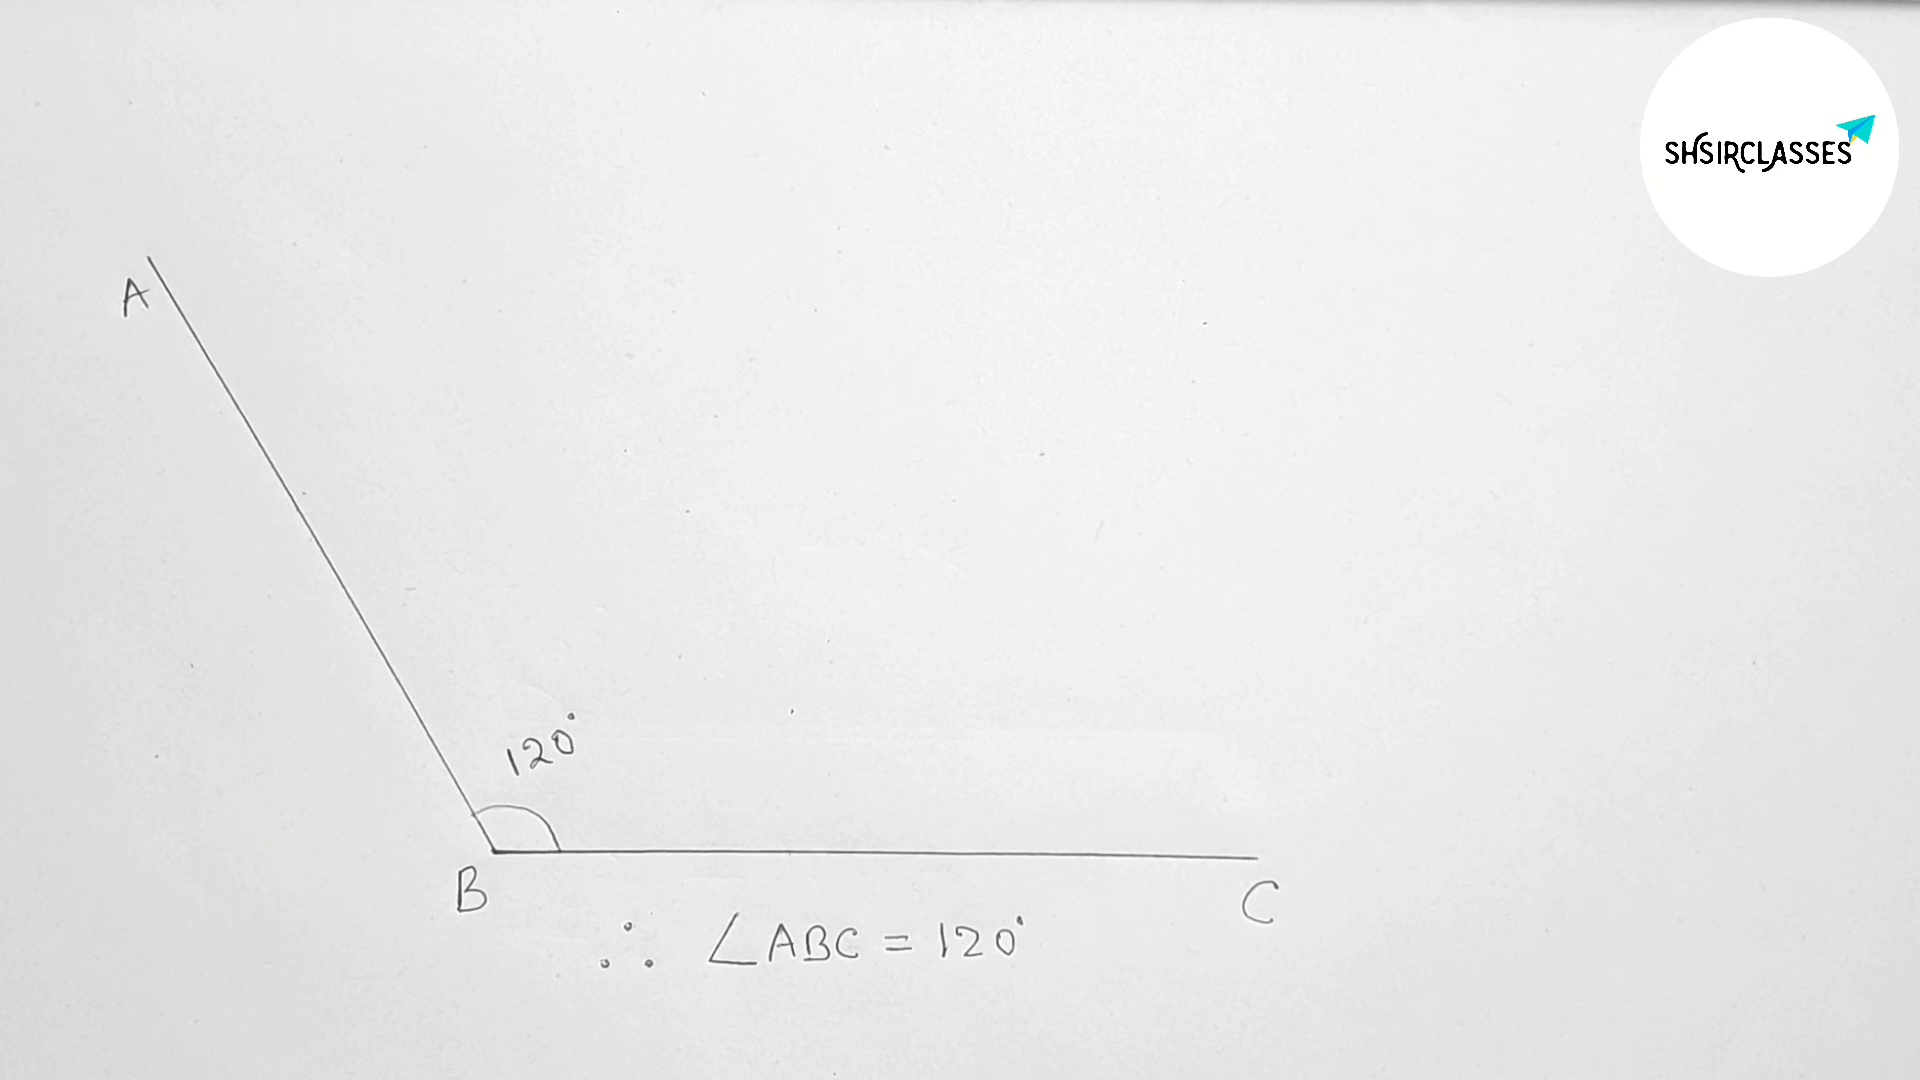 SHSIRCLASSES
A
120°
B
C
∴ ∠ABC = 120°